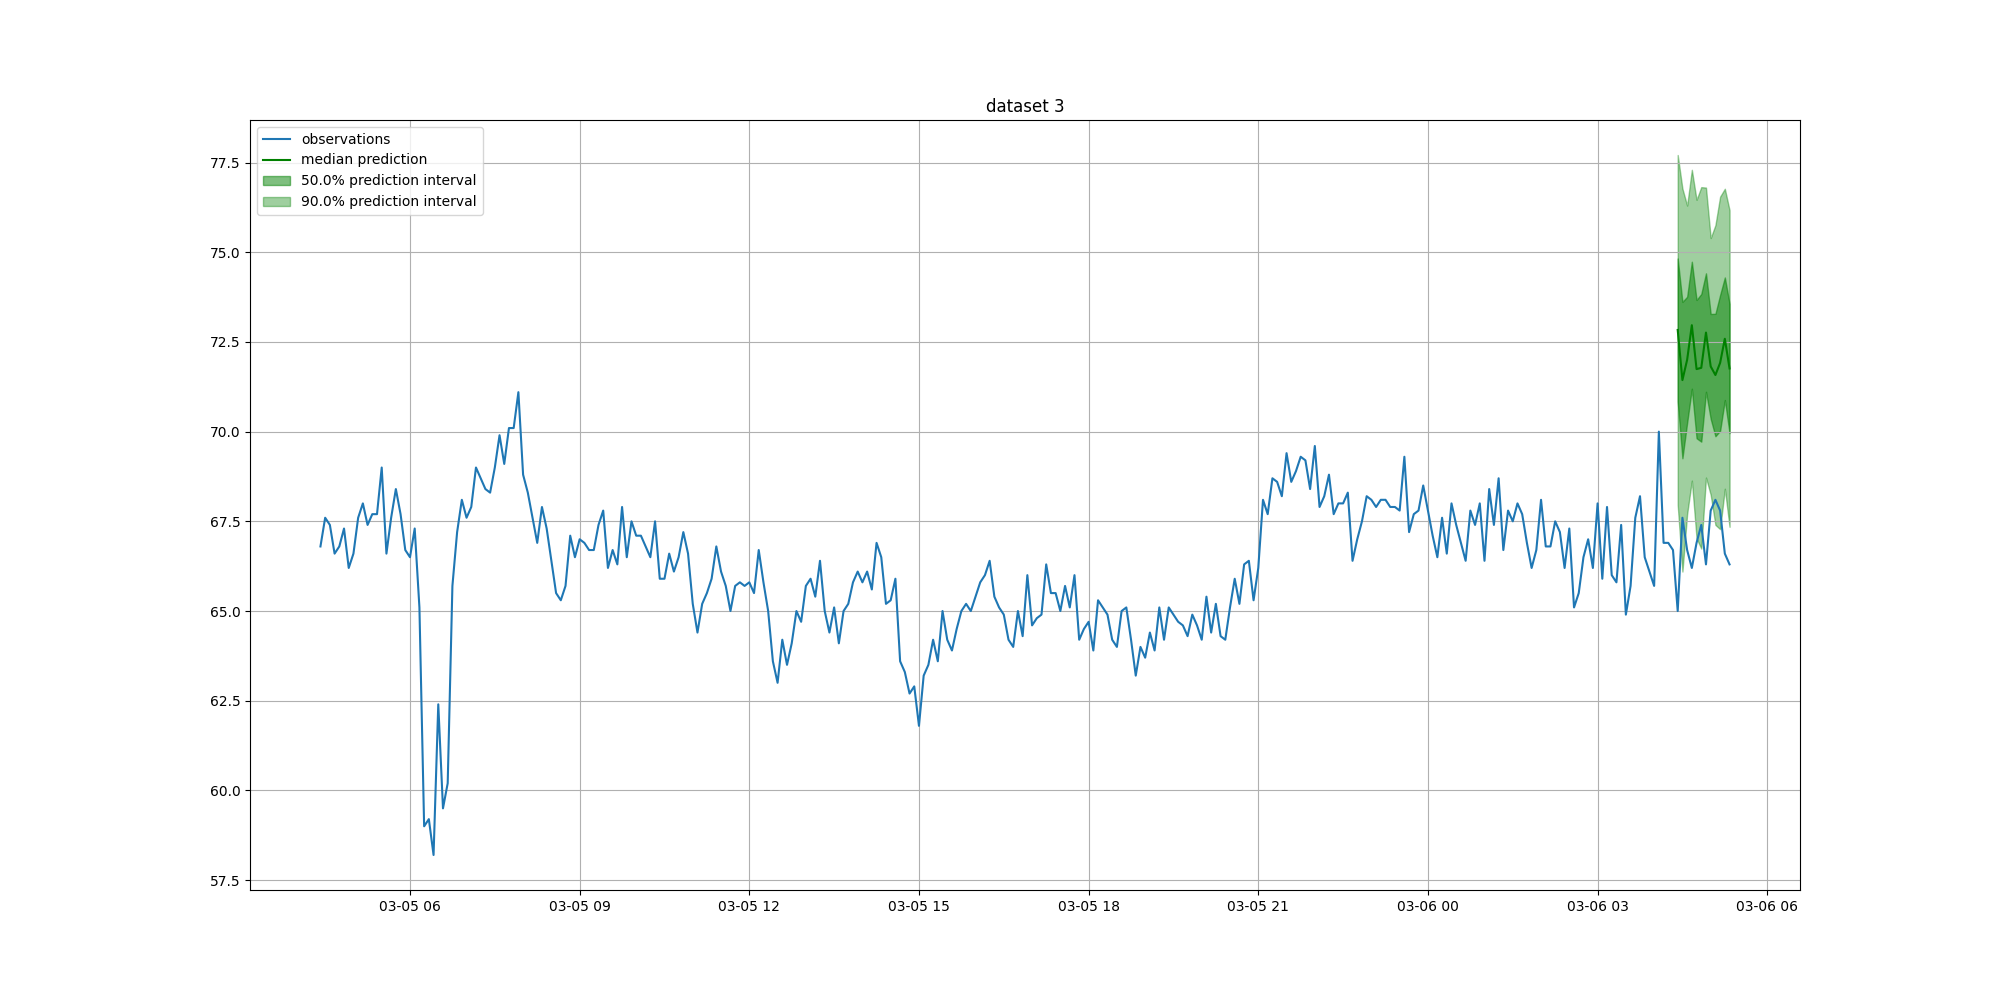 dataset 3
observations
median prediction
50.0% prediction interval
90.0% prediction interval
77.5
75.0
72.5
70.0
67.5
65.0
62.5
60.0
57.5
03-05 06 03-05 09 03-05 12 03-05 15 03-05 18 03-05 21 03-06 00 03-06 03 03-06 06